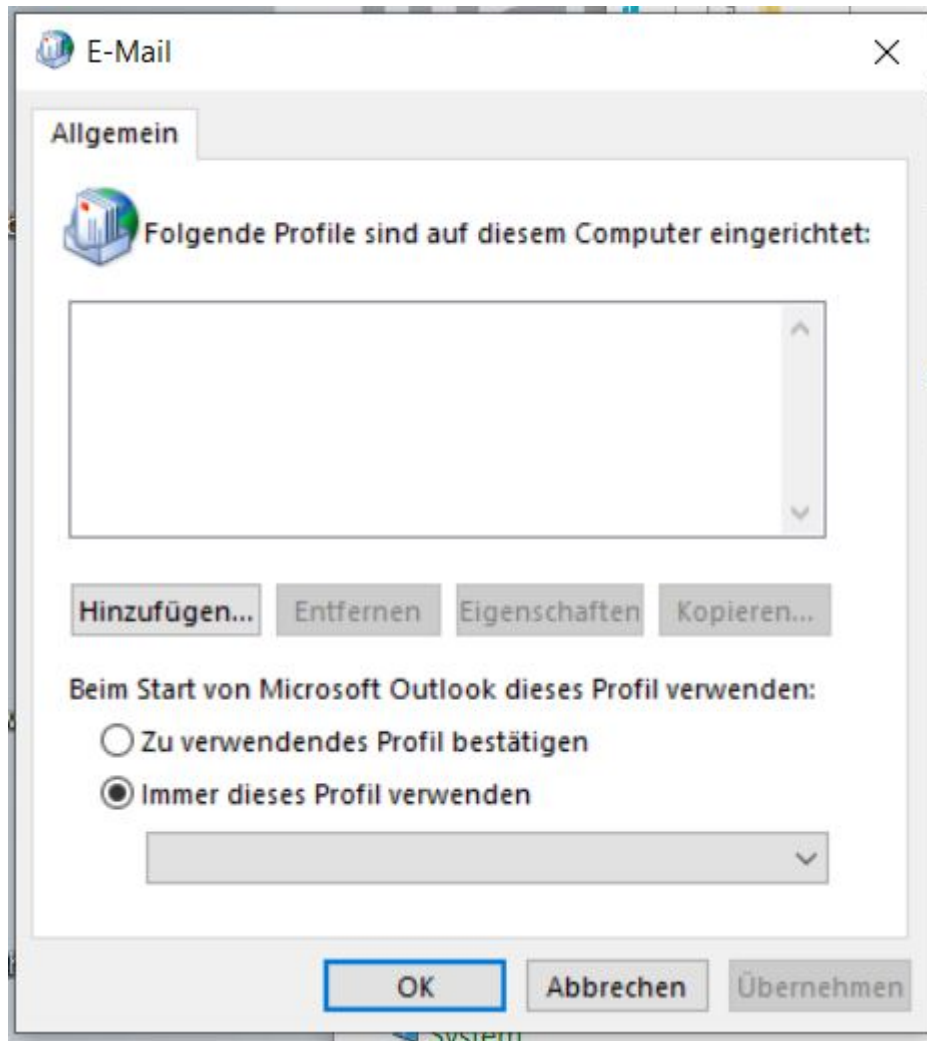 E-Mail
Allgemein
Folgende Profile sind auf diesem Computer eingerichtet:
Hinzufügen... Entfernen Eigenschaften Kopieren...
Beim Start von Microsoft Outlook dieses Profil verwenden:
Zu verwendendes Profil bestätigen
Immer dieses Profil verwenden
OK Abbrechen Übernehmen
System